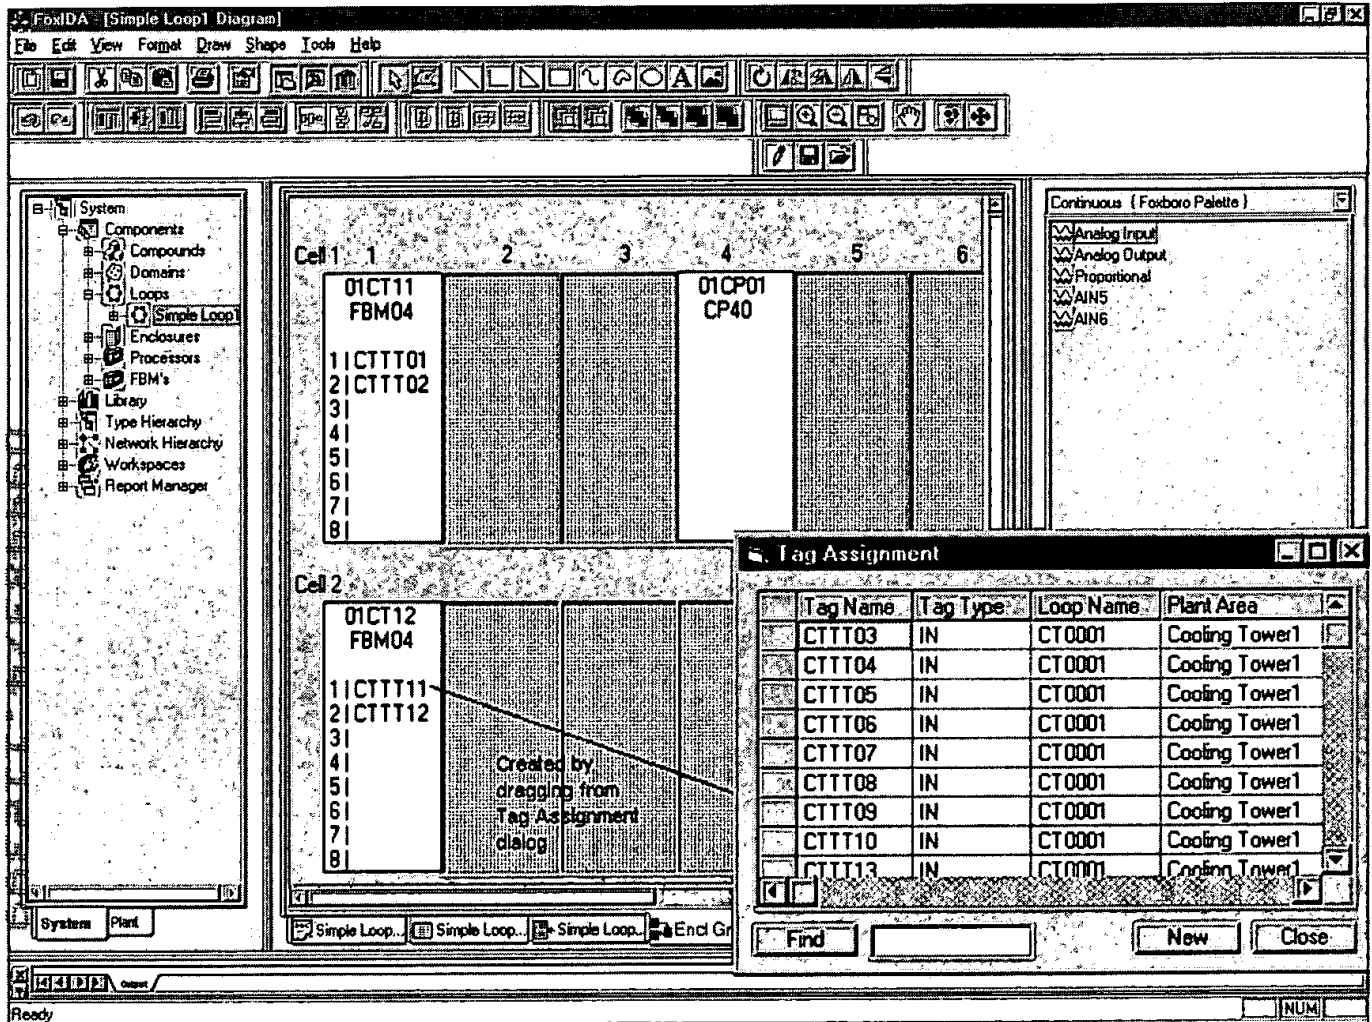 FoxIDA - [Simple Loop1 Diagram]
File Edit View Format Draw Shape Tools Help
A
System
Components
Compounds
Domains
Loops
Simple Loop1
Enclosures
Processors
FBM's
Library
Type Hierarchy
Network Hierarchy
Workspaces
Report Manager
System Plant
Cell 1 1 2 3 4 5 6
01CT11
FBM04
1 | CTTT01
2 | CTTT02
3 |
4 |
5 |
6 |
7 |
8 |
01CP01
CP40
Cell 2
01CT12
FBM04
1 | CTTT11
2 | CTTT12
3 |
4 |
5 |
6 |
7 |
8 |
Created by
dragging from
Tag Assignment
dialog
Simple Loop... Simple Loop... Simple Loop... Encl Gr
Continuous { Foxboro Palette }
Analog Input
Analog Output
Proportional
AIN5
AIN6
Tag Assignment
Tag Name Tag Type Loop Name Plant Area
CTTT03 IN CT0001 Cooling Tower1
CTTT04 IN CT0001 Cooling Tower1
CTTT05 IN CT0001 Cooling Tower1
CTTT06 IN CT0001 Cooling Tower1
CTTT07 IN CT0001 Cooling Tower1
CTTT08 IN CT0001 Cooling Tower1
CTTT09 IN CT0001 Cooling Tower1
CTTT10 IN CT0001 Cooling Tower1
CTTT13 IN CT0001 Cooling Tower1
Find New Close
Output
Ready NUM